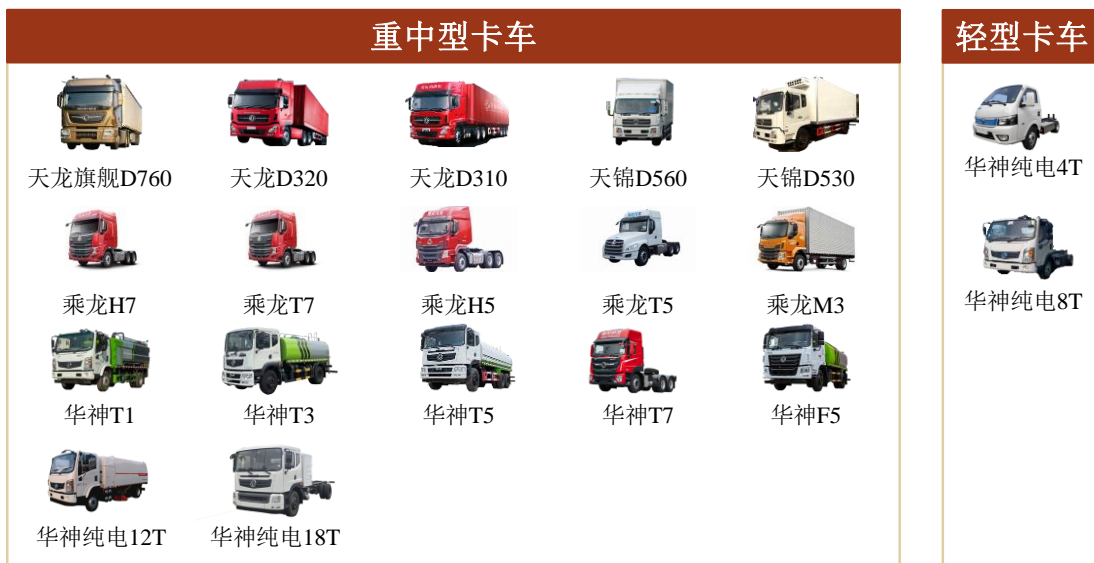 重中型卡车
轻型卡车
天龙旗舰D760
天龙D320
天龙D310
天锦D560
天锦D530
华神纯电4T
乘龙H7
乘龙T7
乘龙H5
乘龙T5
乘龙M3
华神纯电8T
华神T1
华神T3
华神T5
华神T7
华神F5
华神纯电12T
华神纯电18T